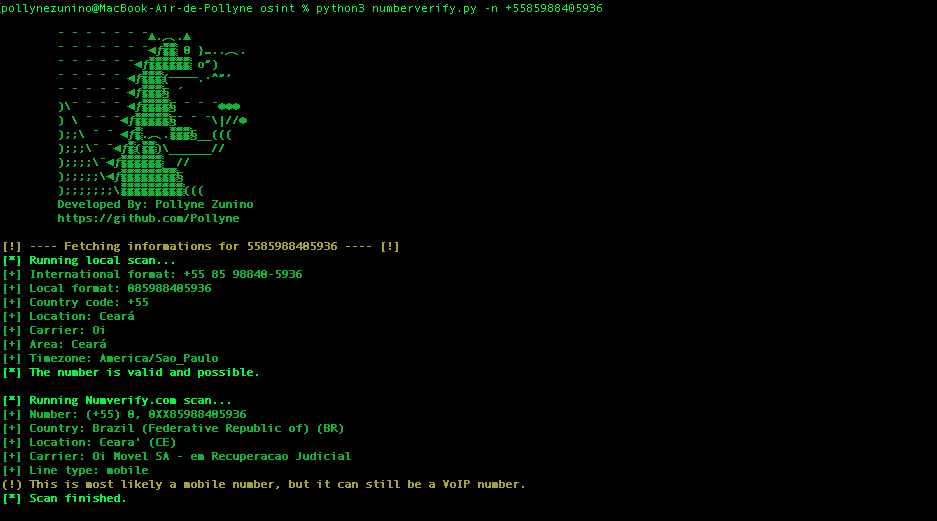 pollynezunino@MacBook-Air-de-Pollyne osint % python3 numberverify.py -n +5585988405936
Developed By: Pollyne Zunino
https://github.com/Pollyne
[!] ---- Fetching informations for 5585988405936 ---- [!]
[*] Running local scan...
[+] International format: +55 85 98840-5936
[+] Local format: 085988405936
[+] Country code: +55
[+] Location: Ceará
[+] Carrier: Oi
[+] Area: Ceará
[+] Timezone: America/Sao_Paulo
[*] The number is valid and possible.
[*] Running Numverify.com scan...
[+] Number: (+55) 0, 0XX85988405936
[+] Country: Brazil (Federative Republic of) (BR)
[+] Location: Ceara' (CE)
[+] Carrier: Oi Movel SA - em Recuperacao Judicial
[+] Line type: mobile
(!) This is most likely a mobile number, but it can still be a VoIP number.
[*] Scan finished.